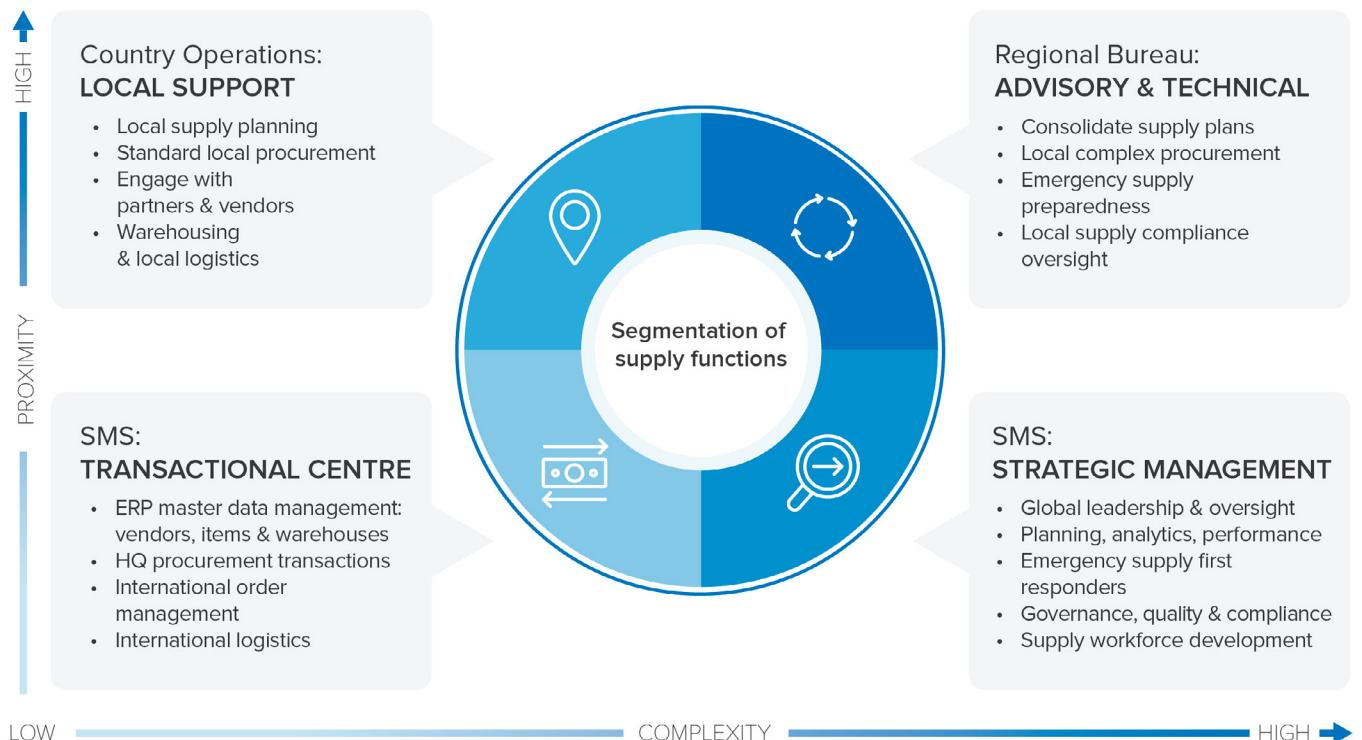 Country Operations:
LOCAL SUPPORT
• Local supply planning
• Standard local procurement
• Engage with
partners & vendors
• Warehousing
& local logistics
Regional Bureau:
ADVISORY & TECHNICAL
• Consolidate supply plans
• Local complex procurement
• Emergency supply
preparedness
• Local supply compliance
oversight
Segmentation of
supply functions
SMS:
TRANSACTIONAL CENTRE
• ERP master data management:
vendors, items & warehouses
• HQ procurement transactions
• International order
management
• International logistics
SMS:
STRATEGIC MANAGEMENT
• Global leadership & oversight
• Planning, analytics, performance
• Emergency supply first
responders
• Governance, quality & compliance
• Supply workforce development
HIGH
PROXIMITY
LOW
COMPLEXITY
HIGH